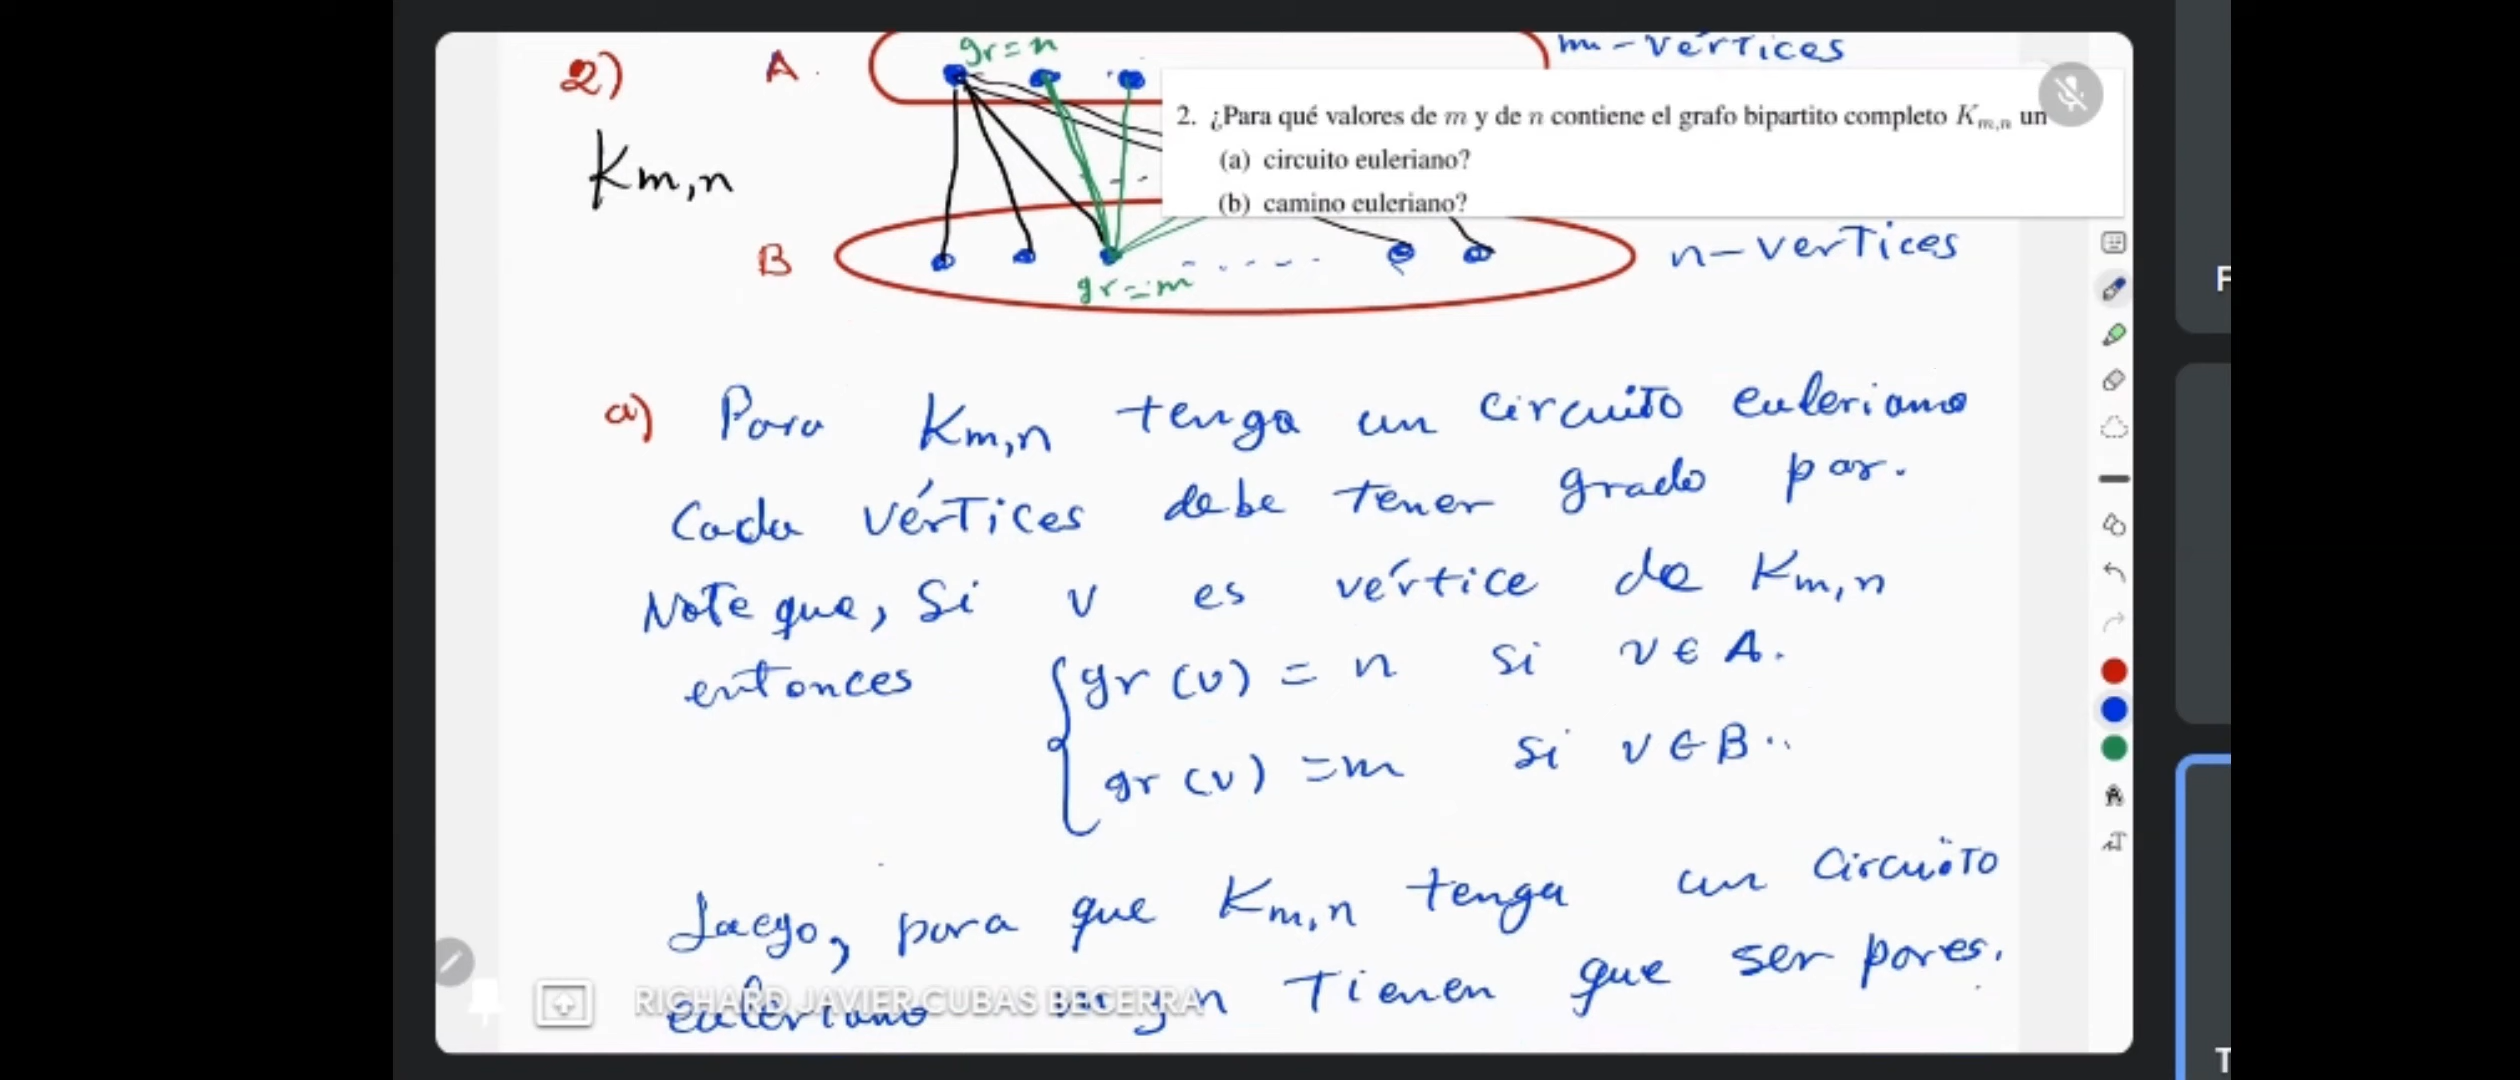 gr=n
m-vértices
2) A.
2. ¿Para qué valores de m y de n contiene el grafo bipartito completo Km,n un
(a) circuito euleriano?
(b) camino euleriano?
Km,n
B
n-vertices
gr=m
a) Para Km,n tenga un circuito euleriano
Cada vértices debe tener grado par.
Note que, Si v es vértice de Km,n
entonces { gr (v) = n si v ∈ A.
gr (v) = m si v ∈ B..
Luego, para que Km,n tenga un circuito
euleriano m y n tienen que ser pares.
RICHARD JAVIER CUBAS BECERRA
F
T